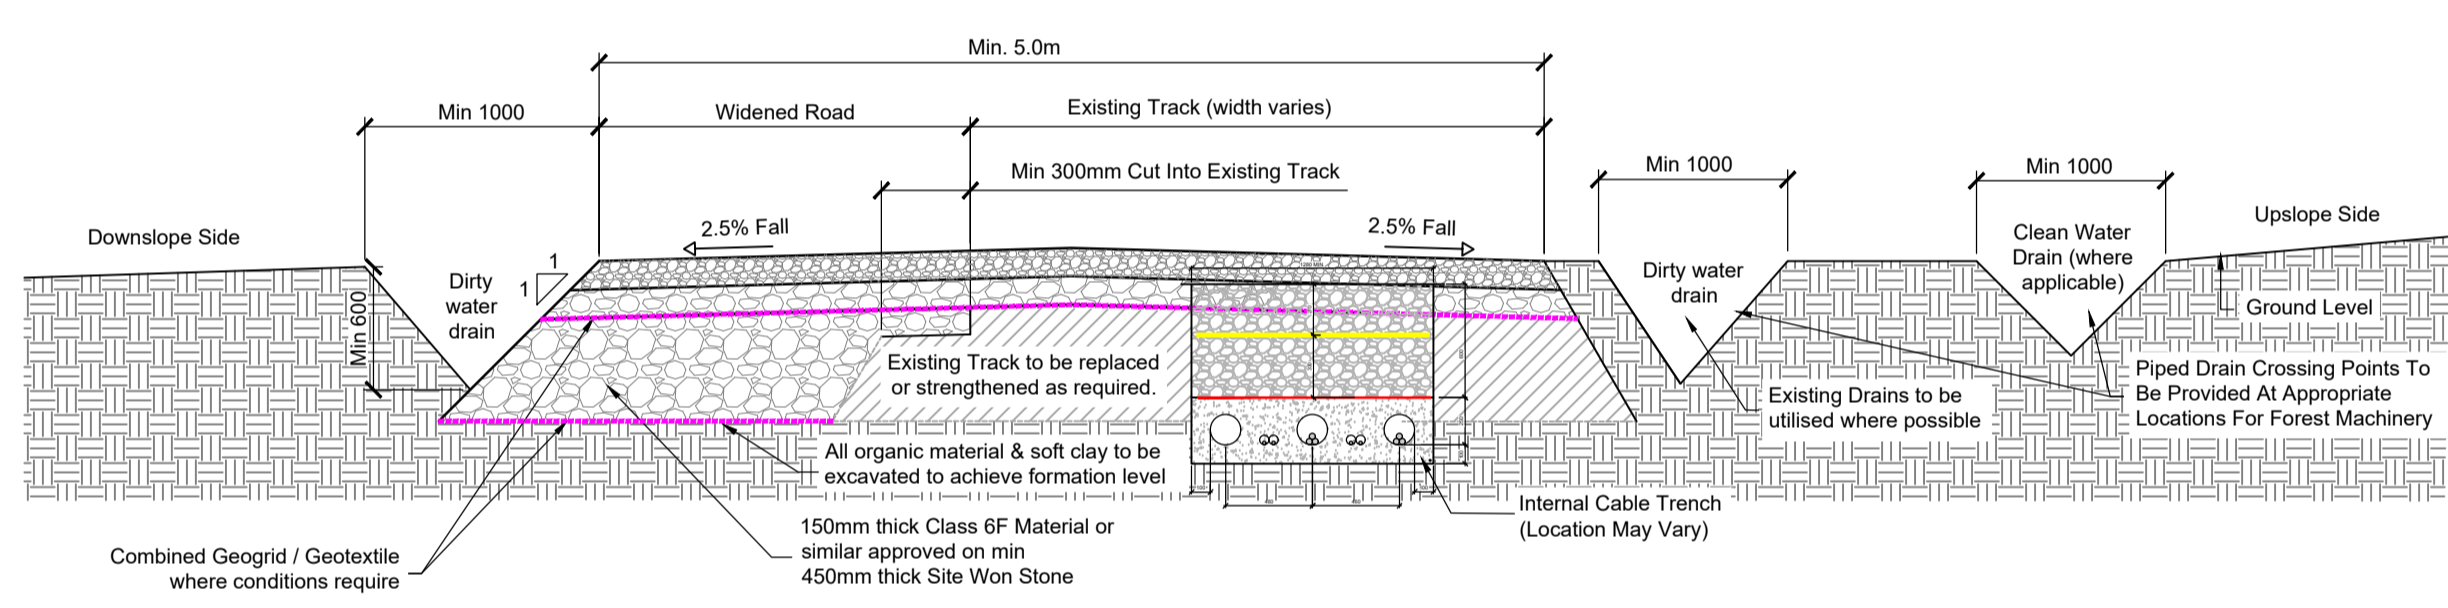 Min. 5.0m
Min 1000
Widened Road
Existing Track (width varies)
Min 300mm Cut Into Existing Track
Min 1000
Min 1000
Downslope Side
2.5% Fall
2.5% Fall
Upslope Side
Dirty
water
drain
1
1
Min 600
Dirty water
drain
Clean Water
Drain (where
applicable)
Ground Level
Existing Track to be replaced
or strengthened as required.
Existing Drains to be
utilised where possible
Piped Drain Crossing Points To
Be Provided At Appropriate
Locations For Forest Machinery
All organic material & soft clay to be
excavated to achieve formation level
Internal Cable Trench
(Location May Vary)
150mm thick Class 6F Material or
similar approved on min
450mm thick Site Won Stone
Combined Geogrid / Geotextile
where conditions require